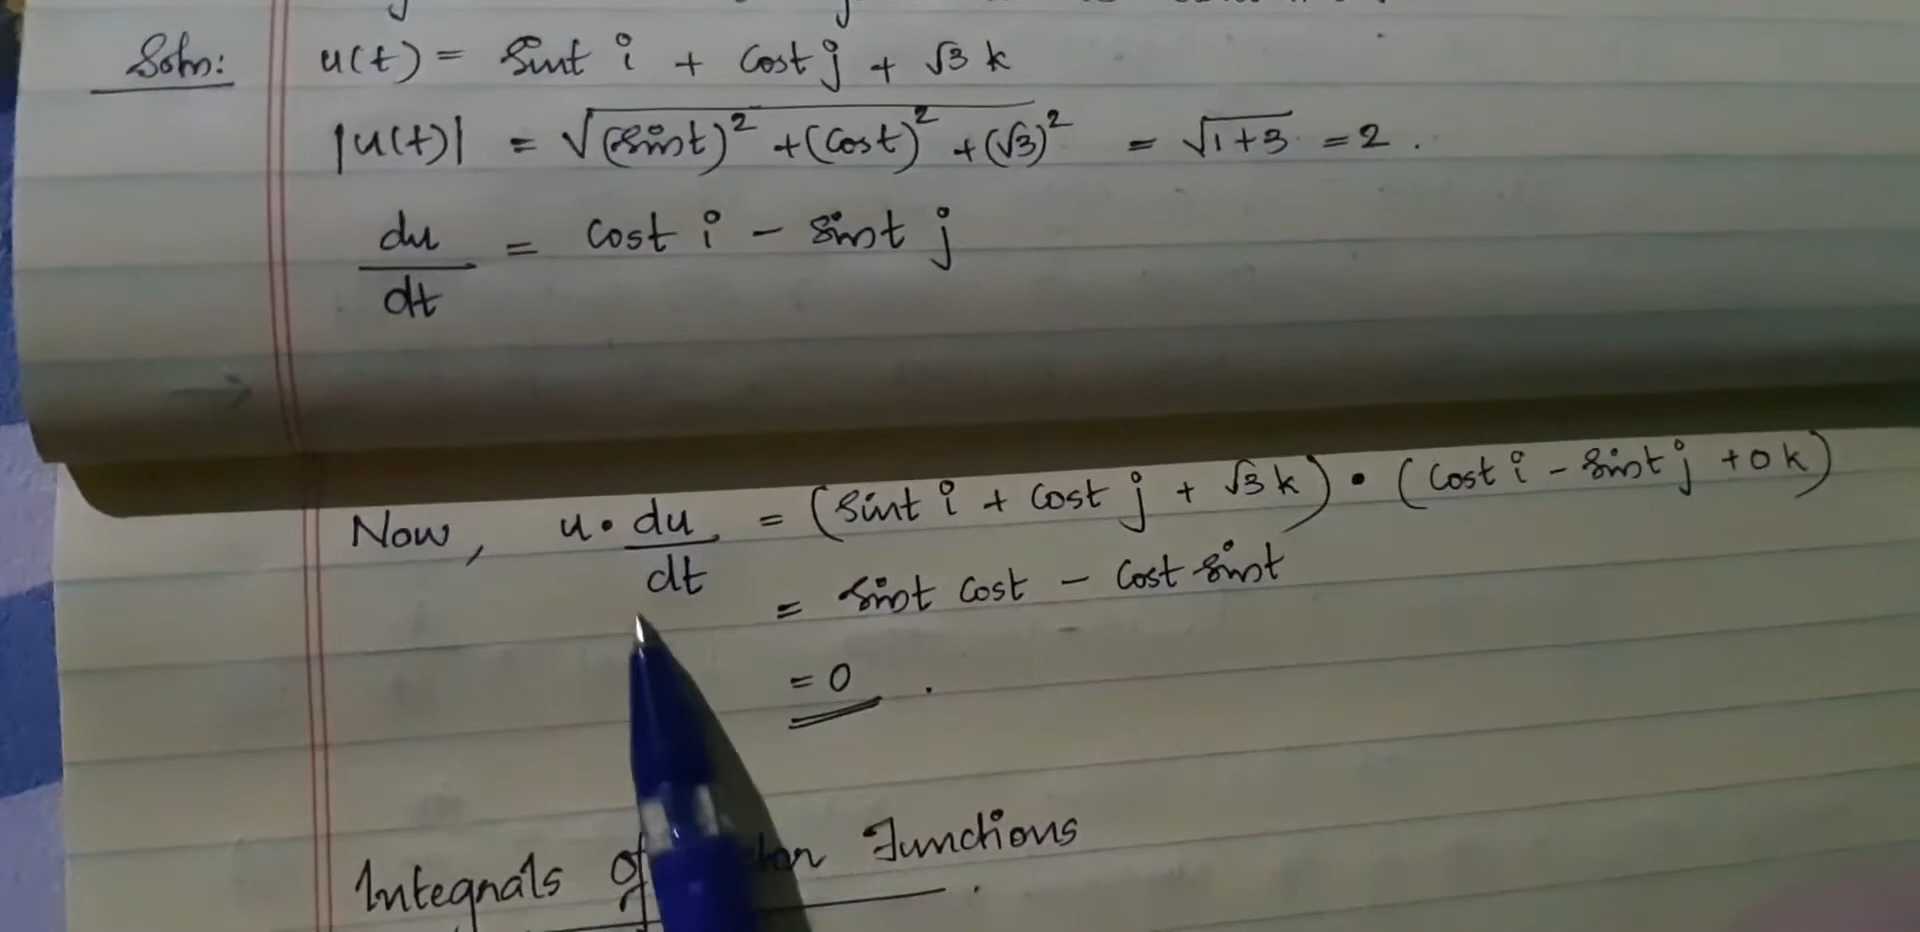 Soln: u(t) = Sint i + Cost j + √3 k
|u(t)| = √((Sint)² + (Cost)² + (√3)²) = √(1+3) = 2 .
du/dt = Cost i - Sint j
→
Now, u • du/dt = (Sint i + Cost j + √3 k) • (Cost i - Sint j + 0 k)
= Sint Cost - Cost Sint
= 0 .
Integrals Of Functions .